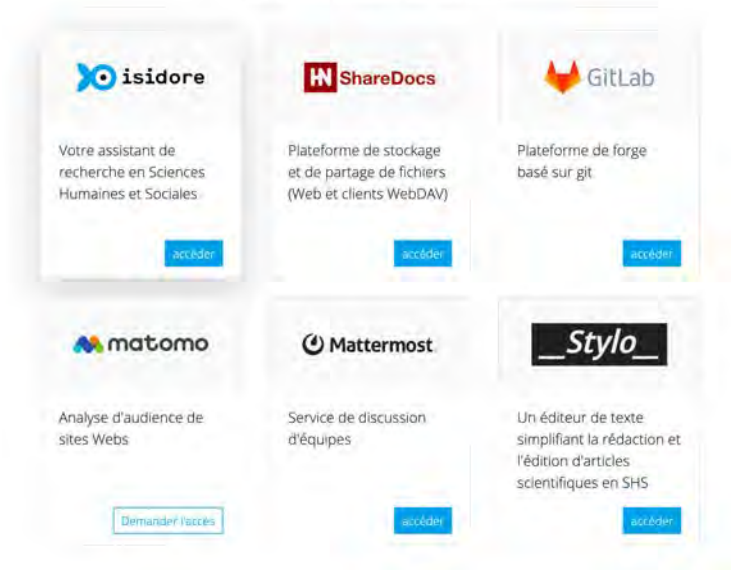 isidore
Votre assistant de
recherche en Sciences
Humaines et Sociales
accéder
HN ShareDocs
Plateforme de stockage
et de partage de fichiers
(Web et clients WebDAV)
accéder
GitLab
Plateforme de forge
basé sur git
accéder
matomo
Analyse d'audience de
sites Webs
Demander l'accès
Mattermost
Service de discussion
d'équipes
accéder
__Stylo__
Un éditeur de texte
simplifiant la rédaction et
l'édition d'articles
scientifiques en SHS
accéder